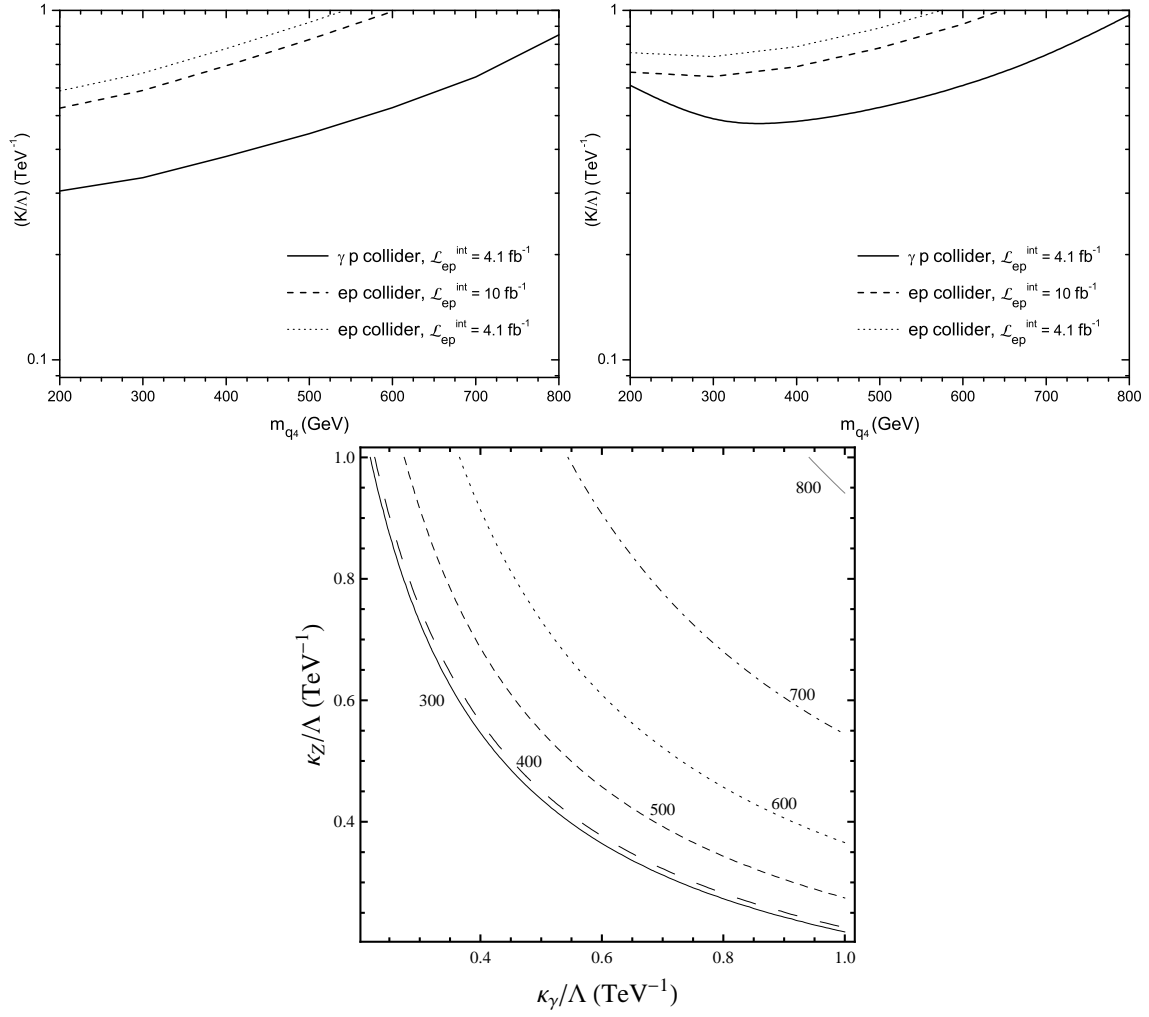 1
0.1
(K/Λ) (TeV⁻¹)
γ p collider, ℒ_ep^int = 4.1 fb⁻¹
ep collider, ℒ_ep^int = 10 fb⁻¹
ep collider, ℒ_ep^int = 4.1 fb⁻¹
200 300 400 500 600 700 800
m_q₄ (GeV)
1
0.1
(K/Λ) (TeV⁻¹)
γ p collider, ℒ_ep^int = 4.1 fb⁻¹
ep collider, ℒ_ep^int = 10 fb⁻¹
ep collider, ℒ_ep^int = 4.1 fb⁻¹
200 300 400 500 600 700 800
m_q₄ (GeV)
1.0
0.8
0.6
0.4
κ_Z/Λ (TeV⁻¹)
800
700
300
400
500
600
0.4 0.6 0.8 1.0
κ_γ/Λ (TeV⁻¹)